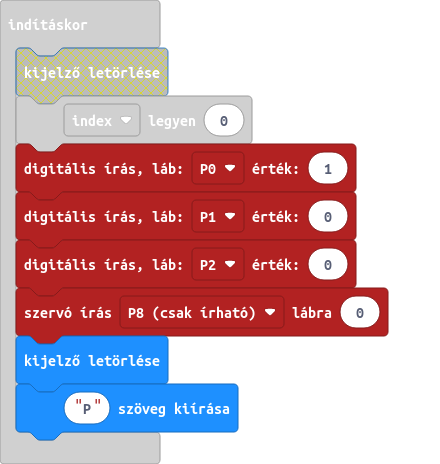 indításkor
kijelző letörlése
index legyen 0
digitális írás, láb: P0 érték: 1
digitális írás, láb: P1 érték: 0
digitális írás, láb: P2 érték: 0
szervó írás P8 (csak írható) lábra 0
kijelző letörlése
"P" szöveg kiírása